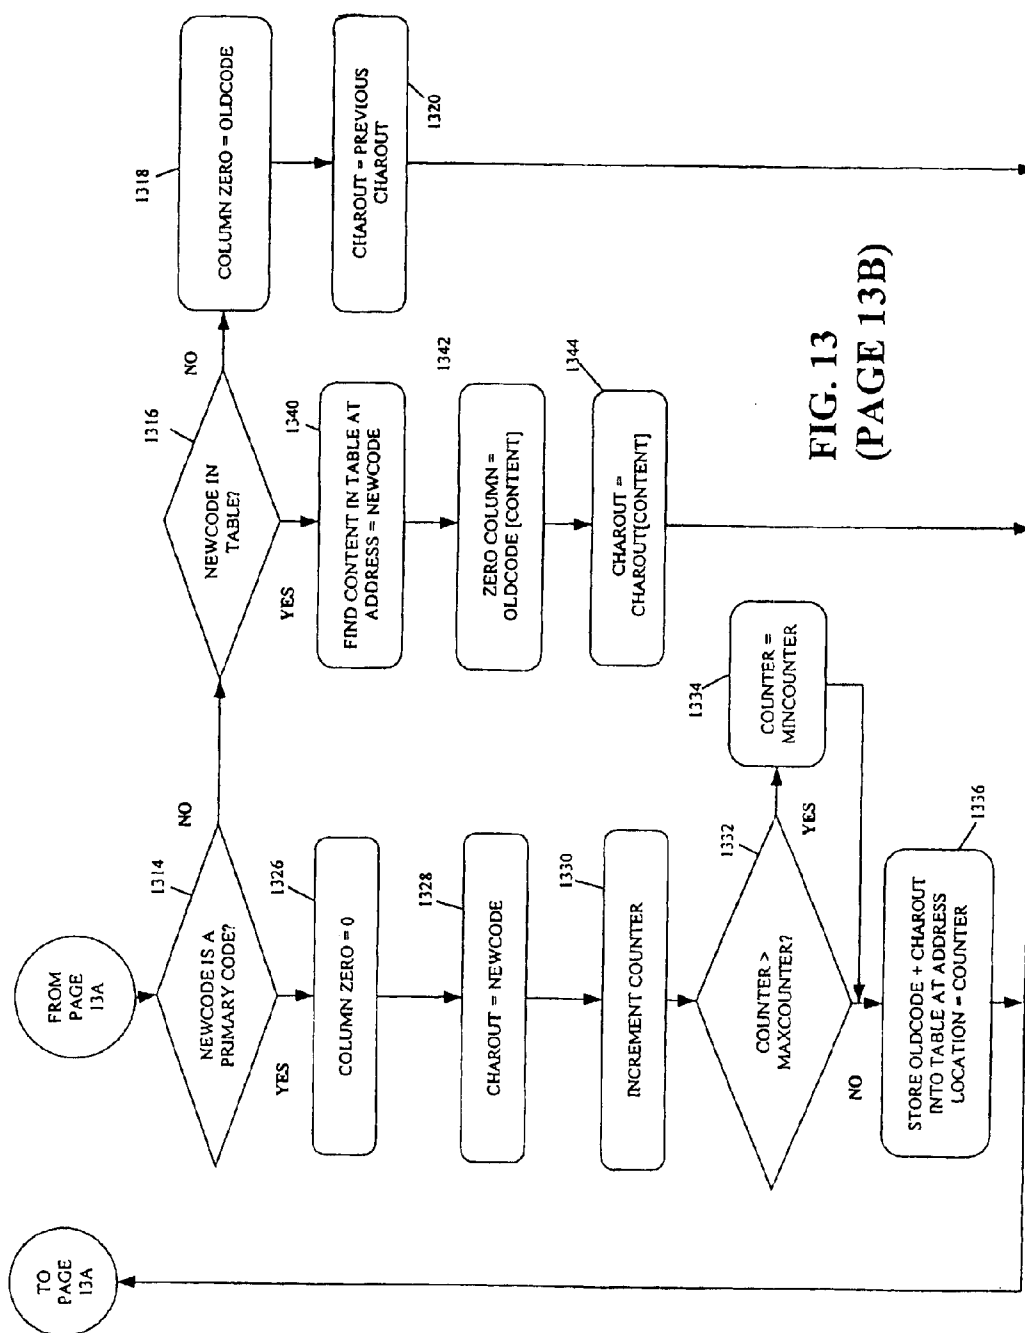 TO
PAGE
13A
FROM
PAGE
13A
1314
NEWCODE IS A
PRIMARY CODE?
NO
YES
1316
NEWCODE IN
TABLE?
NO
YES
1318
COLUMN ZERO = OLDCODE
1320
CHAROUT = PREVIOUS
CHAROUT
1326
COLUMN ZERO = 0
1328
CHAROUT = NEWCODE
1330
INCREMENT COUNTER
1332
COUNTER >
MAXCOUNTER?
YES
NO
1334
COUNTER =
MINCOUNTER
1336
STORE OLDCODE + CHAROUT
INTO TABLE AT ADDRESS
LOCATION = COUNTER
1340
FIND CONTENT IN TABLE AT
ADDRESS = NEWCODE
1342
ZERO COLUMN =
OLDCODE [CONTENT]
1344
CHAROUT =
CHAROUT[CONTENT]
FIG. 13
(PAGE 13B)